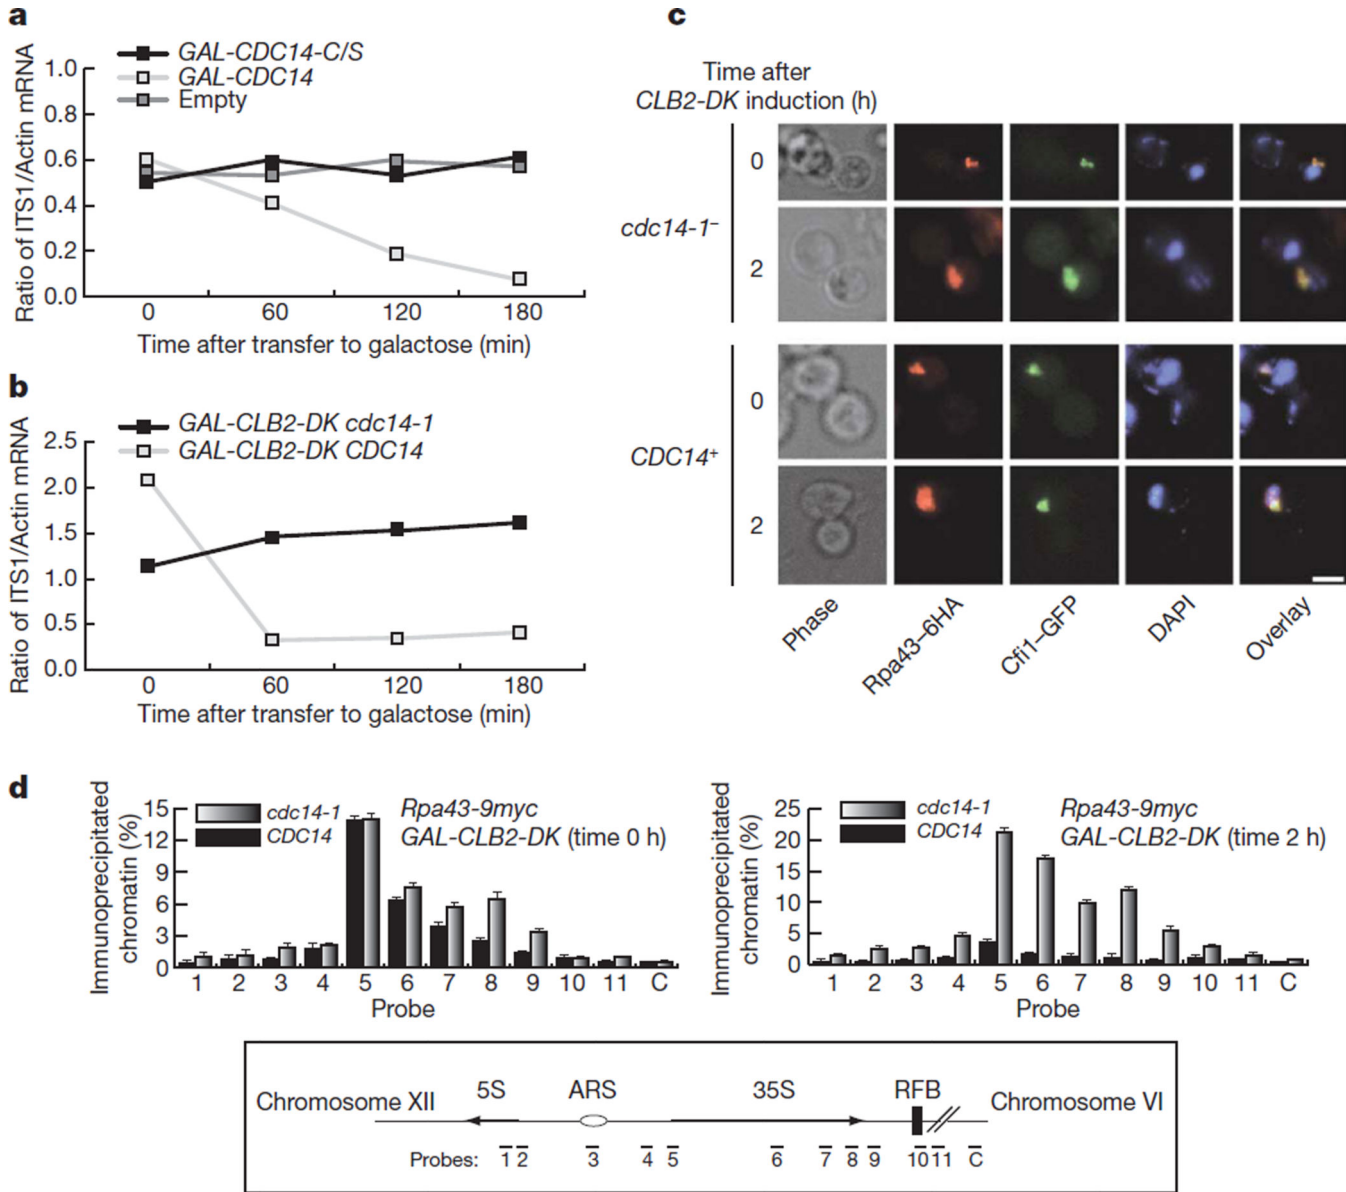 a
GAL-CDC14-C/S
GAL-CDC14
Empty
Ratio of ITS1/Actin mRNA
1.0
0.8
0.6
0.4
0.2
0.0
0 60 120 180
Time after transfer to galactose (min)
b
GAL-CLB2-DK cdc14-1
GAL-CLB2-DK CDC14
Ratio of ITS1/Actin mRNA
2.5
2.0
1.5
1.0
0.5
0.0
0 60 120 180
Time after transfer to galactose (min)
c
Time after
CLB2-DK induction (h)
cdc14-1⁻
0
2
CDC14⁺
0
2
Phase
Rpa43–6HA
Cfi1–GFP
DAPI
Overlay
d
Immunoprecipitated
chromatin (%)
15
12
9
6
3
0
cdc14-1
CDC14
Rpa43-9myc
GAL-CLB2-DK (time 0 h)
1 2 3 4 5 6 7 8 9 10 11 C
Probe
Immunoprecipitated
chromatin (%)
25
20
15
10
5
0
cdc14-1
CDC14
Rpa43-9myc
GAL-CLB2-DK (time 2 h)
1 2 3 4 5 6 7 8 9 10 11 C
Probe
5S ARS 35S RFB
Chromosome XII Chromosome VI
Probes: 1 2 3 4 5 6 7 8 9 10 11 C